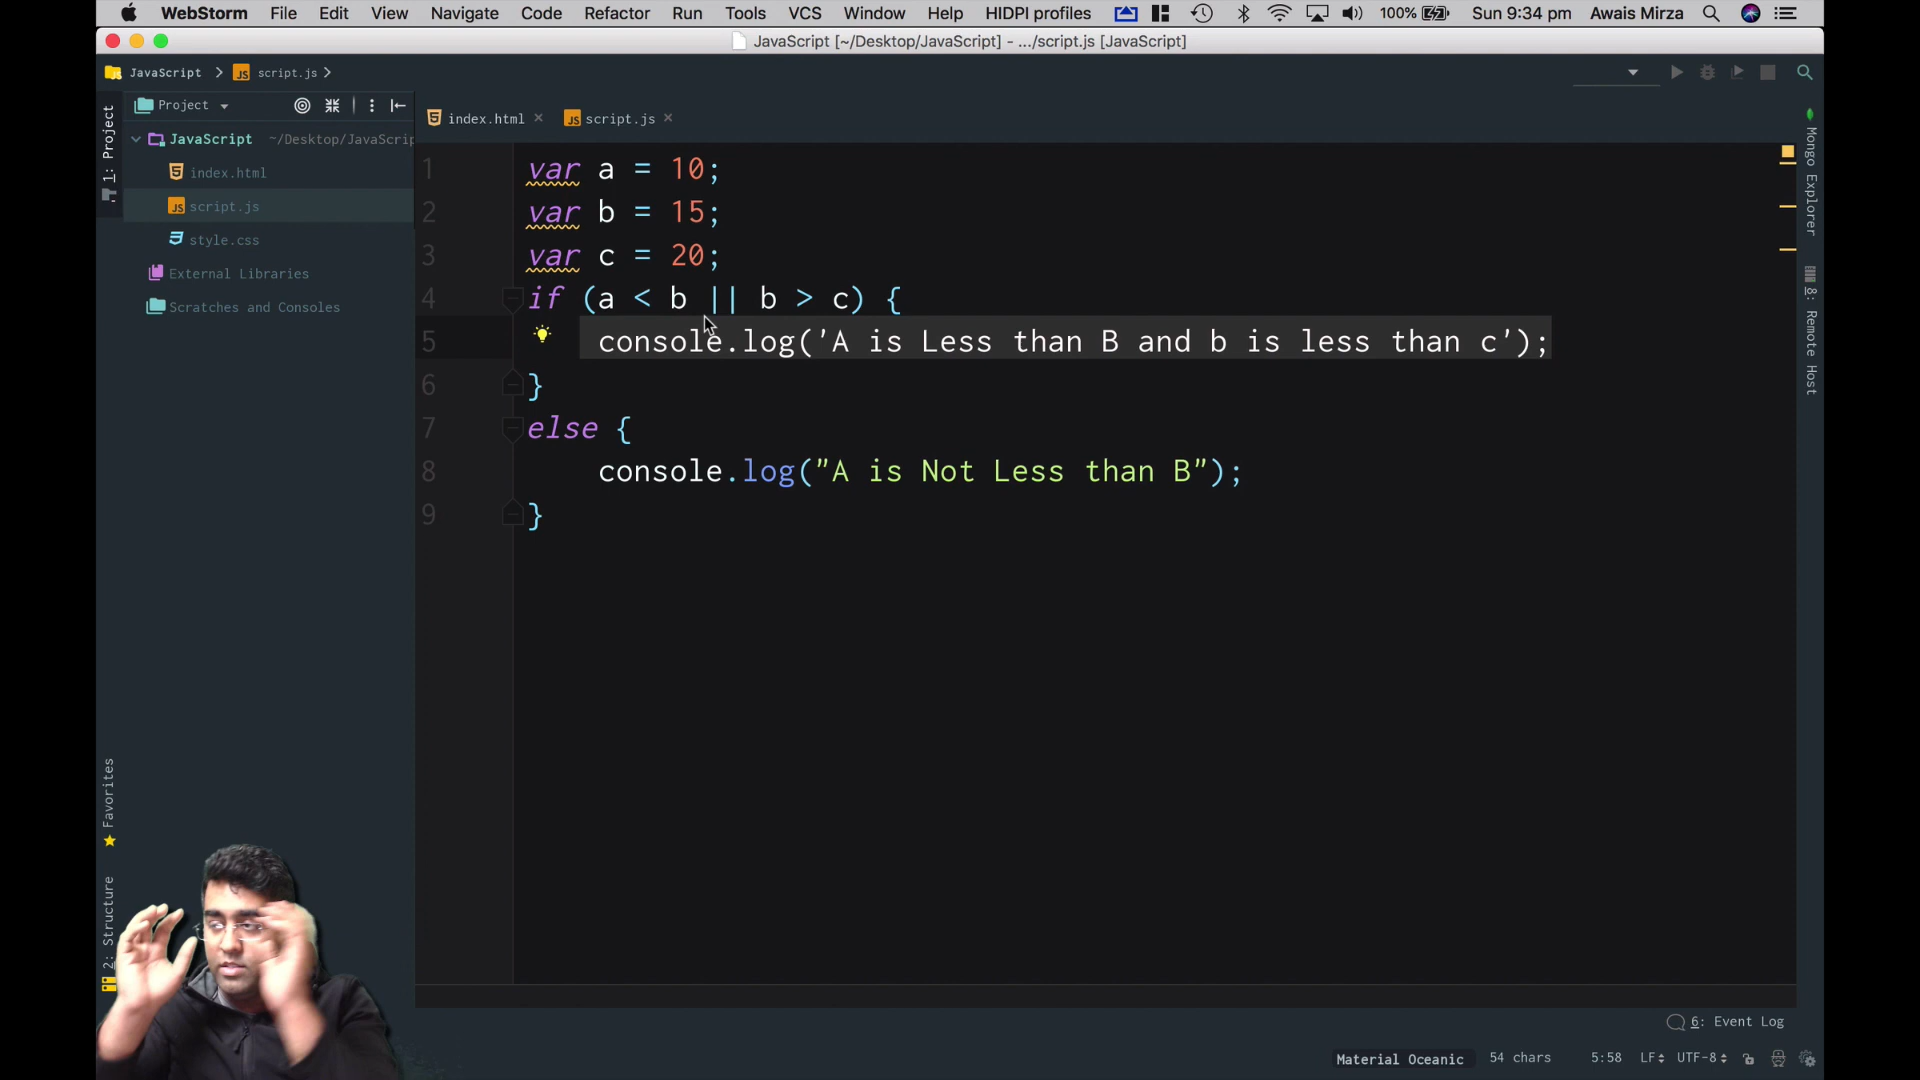 WebStorm File Edit View Navigate Code Refactor Run Tools VCS Window Help HIDPI profiles 100% Sun 9:34 pm Awais Mirza
JavaScript [~/Desktop/JavaScript] - .../script.js [JavaScript]
JavaScript script.js
Project
index.html script.js
1: Project
JavaScript ~/Desktop/JavaScrip
index.html
script.js
style.css
External Libraries
Scratches and Consoles
1 var a = 10;
2 var b = 15;
3 var c = 20;
4 if (a < b || b > c) {
5 console.log('A is Less than B and b is less than c');
6 }
7 else {
8 console.log("A is Not Less than B");
9 }
Mongo Explorer
8: Remote Host
Favorites
2: Structure
6: Event Log
Material Oceanic 54 chars 5:58 LF UTF-8